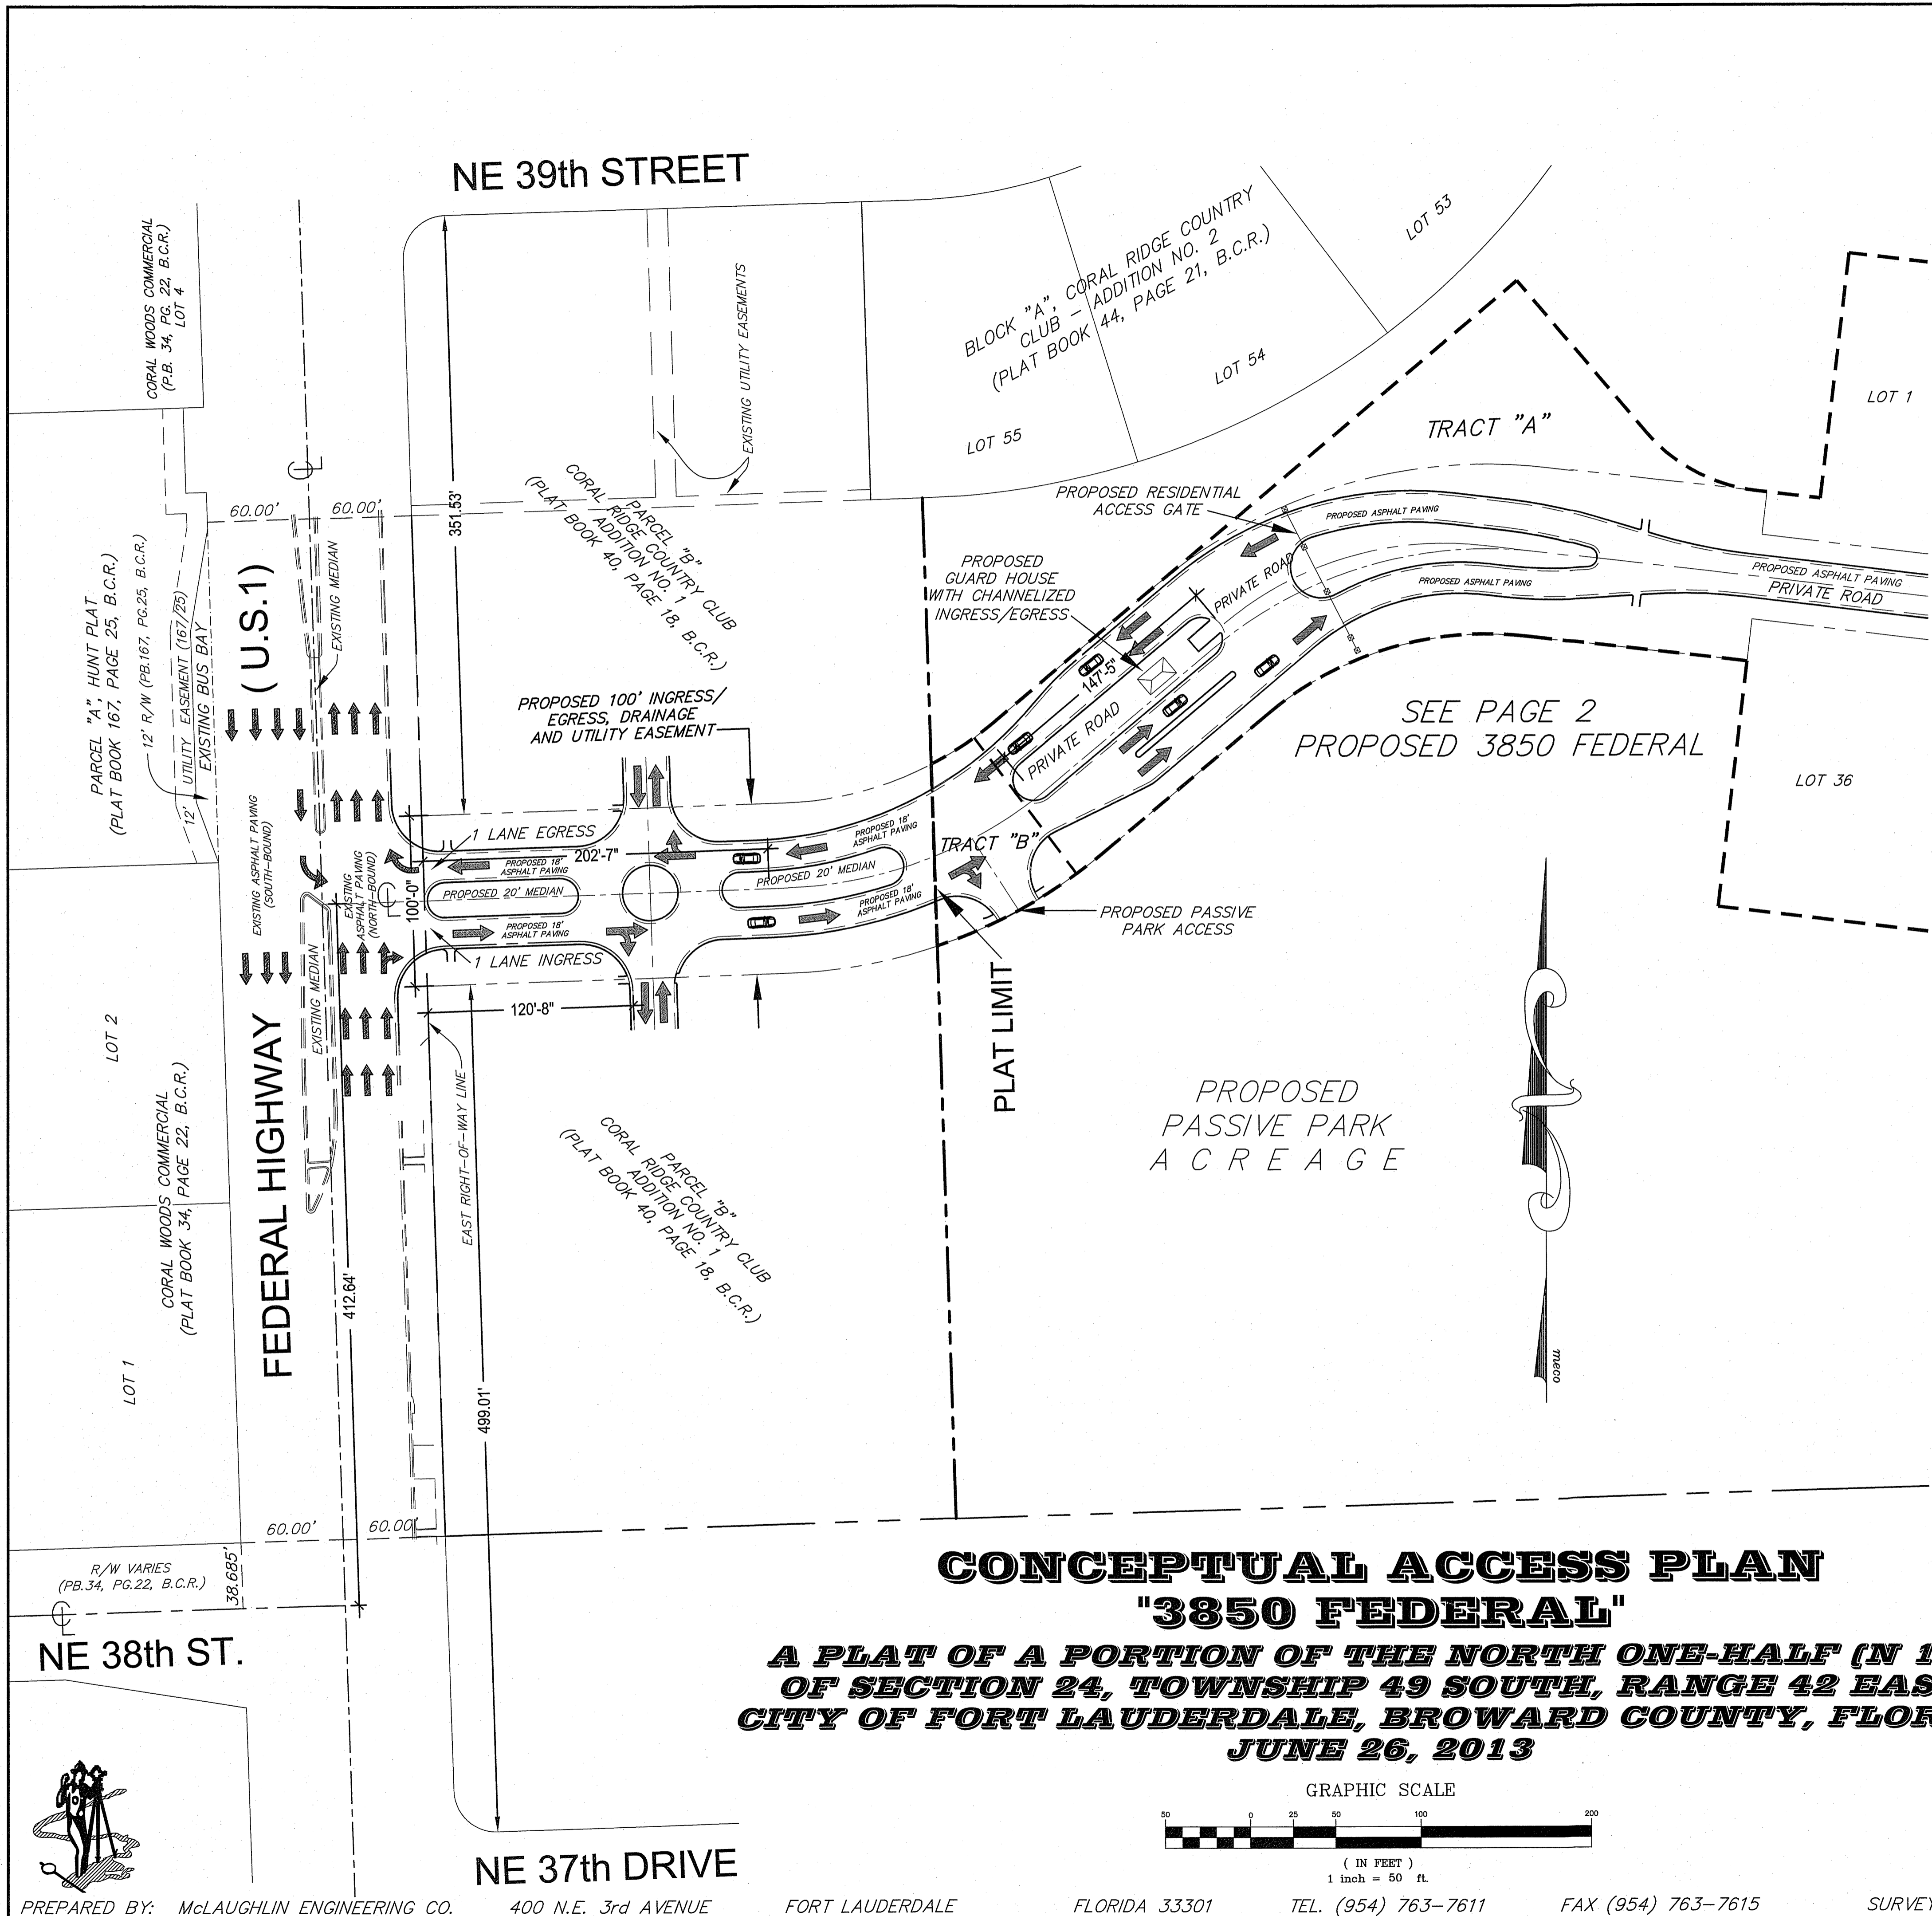 NE 39th STREET
CORAL WOODS COMMERCIAL
(P.B. 34, PG. 22, B.C.R.)
LOT 4
EXISTING UTILITY EASEMENTS
351.53'
BLOCK "A", CORAL RIDGE COUNTRY
CLUB - ADDITION NO. 2
(PLAT BOOK 44, PAGE 21, B.C.R.)
LOT 53
LOT 54
LOT 55
LOT 1
TRACT "A"
60.00'
60.00'
PARCEL "A", HUNT PLAT
(PLAT BOOK 167, PAGE 25, B.C.R.)
12' R/W (PB.167, PG.25, B.C.R.)
12' UTILITY EASEMENT (167/25)
EXISTING BUS BAY
( U.S.1)
EXISTING MEDIAN
PARCEL "B"
CORAL RIDGE COUNTRY CLUB
ADDITION NO. 1
(PLAT BOOK 40, PAGE 18, B.C.R.)
PROPOSED RESIDENTIAL
ACCESS GATE
PROPOSED ASPHALT PAVING
PROPOSED
GUARD HOUSE
WITH CHANNELIZED
INGRESS/EGRESS
PRIVATE ROAD
PROPOSED ASPHALT PAVING
PROPOSED ASPHALT PAVING
PRIVATE ROAD
147'-5"
PRIVATE ROAD
PROPOSED 100' INGRESS/
EGRESS, DRAINAGE
AND UTILITY EASEMENT
SEE PAGE 2
PROPOSED 3850 FEDERAL
LOT 36
EXISTING ASPHALT PAVING
(SOUTH-BOUND)
EXISTING
ASPHALT PAVING
(NORTH-BOUND)
100'-0"
1 LANE EGRESS
202'-7"
PROPOSED 18'
ASPHALT PAVING
PROPOSED 20' MEDIAN
PROPOSED 18'
ASPHALT PAVING
1 LANE INGRESS
120'-8"
PROPOSED 18'
ASPHALT PAVING
PROPOSED 20' MEDIAN
PROPOSED 18'
ASPHALT PAVING
TRACT "B"
PROPOSED PASSIVE
PARK ACCESS
PLAT LIMIT
EXISTING MEDIAN
LOT 2
CORAL WOODS COMMERCIAL
(PLAT BOOK 34, PAGE 22, B.C.R.)
FEDERAL HIGHWAY
EAST RIGHT-OF-WAY LINE
PARCEL "B"
CORAL RIDGE COUNTRY CLUB
ADDITION NO. 1
(PLAT BOOK 40, PAGE 18, B.C.R.)
PROPOSED
PASSIVE PARK
A C R E A G E
meco
412.64'
499.01'
LOT 1
60.00'
60.00'
R/W VARIES
(PB.34, PG.22, B.C.R.)
38.685'
NE 38th ST.
NE 37th DRIVE
CONCEPTUAL ACCESS PLAN
"3850 FEDERAL"
A PLAT OF A PORTION OF THE NORTH ONE-HALF (N 1
OF SECTION 24, TOWNSHIP 49 SOUTH, RANGE 42 EAS
CITY OF FORT LAUDERDALE, BROWARD COUNTY, FLOR
JUNE 26, 2013
GRAPHIC SCALE
50 0 25 50 100 200
( IN FEET )
1 inch = 50 ft.
PREPARED BY: McLAUGHLIN ENGINEERING CO. 400 N.E. 3rd AVENUE FORT LAUDERDALE FLORIDA 33301 TEL. (954) 763-7611 FAX (954) 763-7615 SURVEY